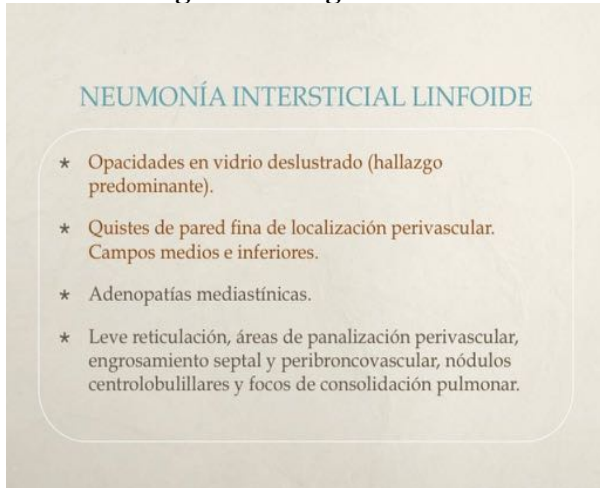 NEUMONÍA INTERSTICIAL LINFOIDE
* Opacidades en vidrio deslustrado (hallazgo
predominante).
* Quistes de pared fina de localización perivascular.
Campos medios e inferiores.
* Adenopatías mediastínicas.
* Leve reticulación, áreas de panalización perivascular,
engrosamiento septal y peribroncovascular, nódulos
centrolobulillares y focos de consolidación pulmonar.